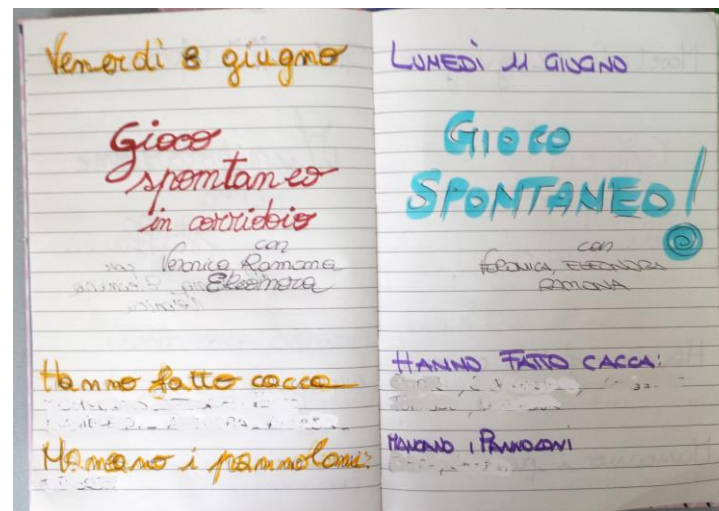 Venerdì 8 giugno
Gioco
spontaneo
in corridoio
con
Veronica Ramona
Eleonora
Hanno fatto cacca
Mancano i pannoloni:
LUNEDÌ 11 GIUGNO
GIOCO
SPONTANEO!
con
VERONICA, ELEONORA
RAMONA
HANNO FATTO CACCA:
MANCANO I PANNOLONI